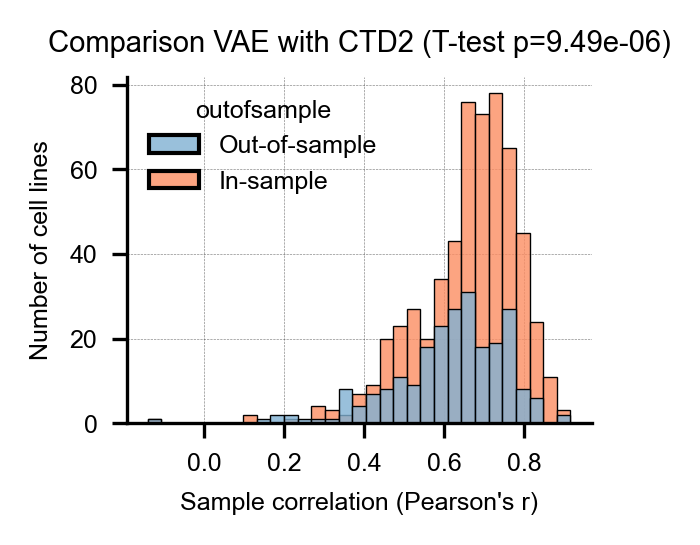 Comparison VAE with CTD2 (T-test p=9.49e-06)
80
60
40
20
0
Number of cell lines
outofsample
Out-of-sample
In-sample
0.0 0.2 0.4 0.6 0.8
Sample correlation (Pearson's r)